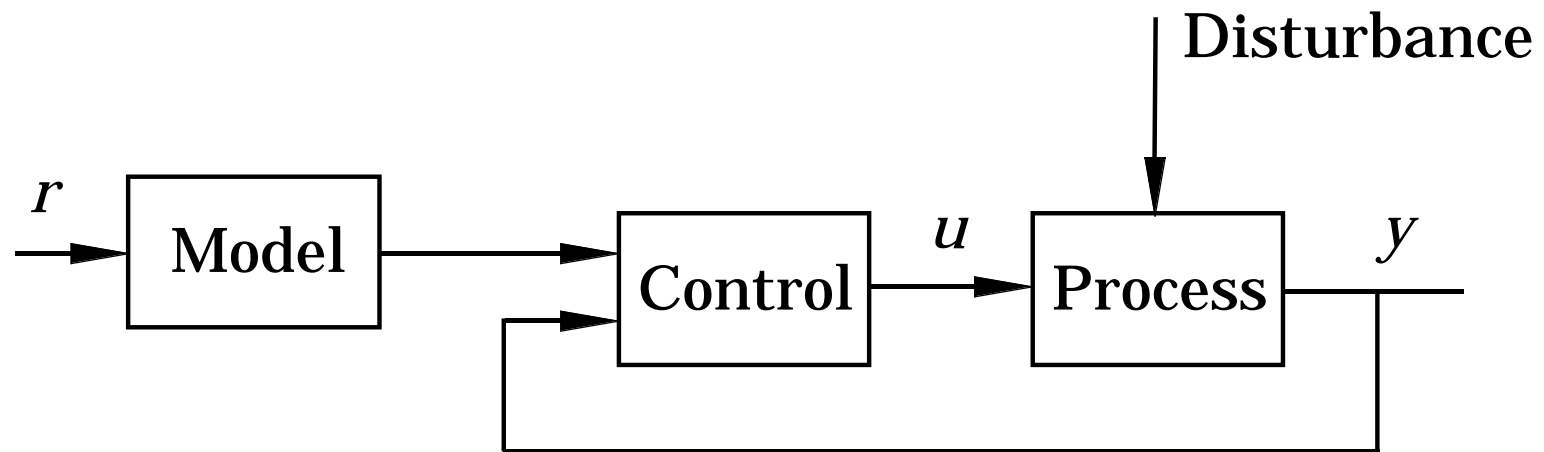 Disturbance
r
Model
Control
u
Process
y